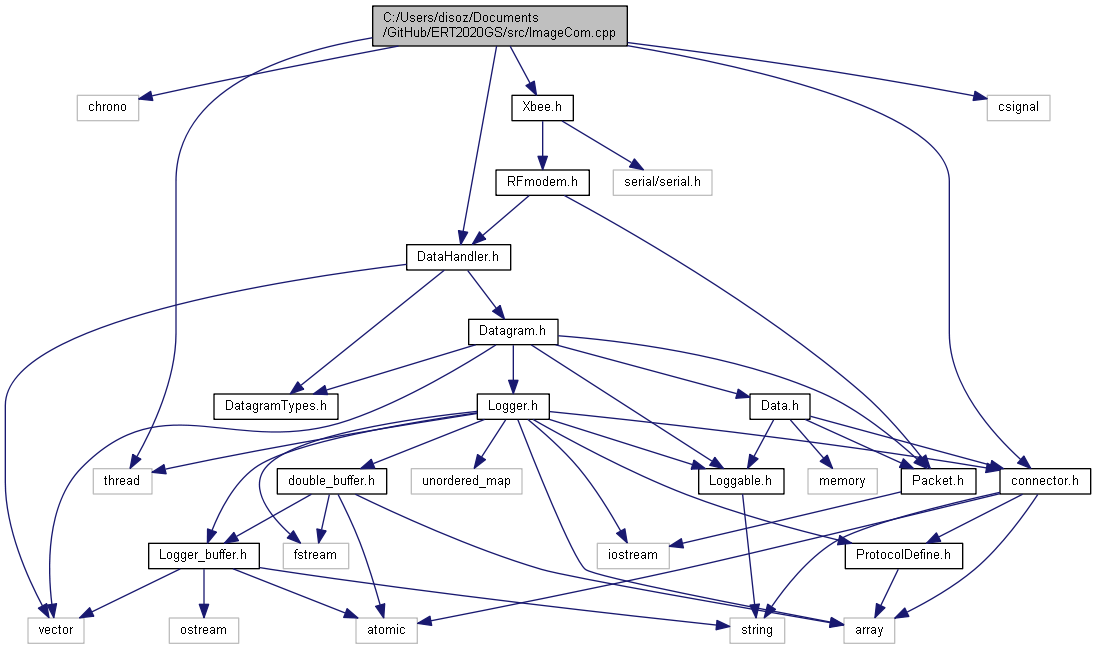 C:/Users/disoz/Documents
/GitHub/ERT2020GS/src/ImageCom.cpp
chrono
Xbee.h
csignal
RFmodem.h
serial/serial.h
DataHandler.h
Datagram.h
DatagramTypes.h
Logger.h
Data.h
thread
double_buffer.h
unordered_map
Loggable.h
memory
Packet.h
connector.h
Logger_buffer.h
fstream
iostream
ProtocolDefine.h
vector
ostream
atomic
string
array